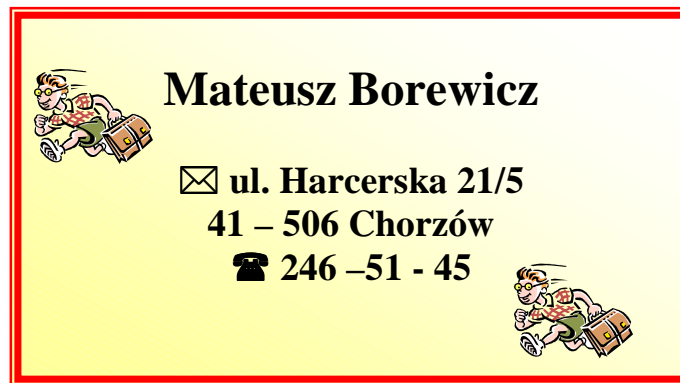 Mateusz Borewicz
✉ ul. Harcerska 21/5
41 – 506 Chorzów
☎ 246 –51 - 45